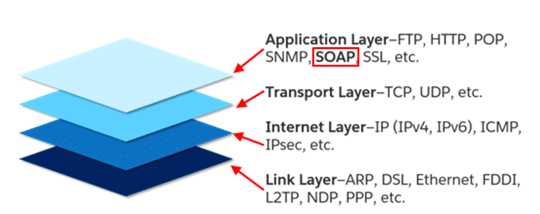 Application Layer–FTP, HTTP, POP,
SNMP, SOAP, SSL, etc.
Transport Layer–TCP, UDP, etc.
Internet Layer–IP (IPv4, IPv6), ICMP,
IPsec, etc.
Link Layer–ARP, DSL, Ethernet, FDDI,
L2TP, NDP, PPP, etc.